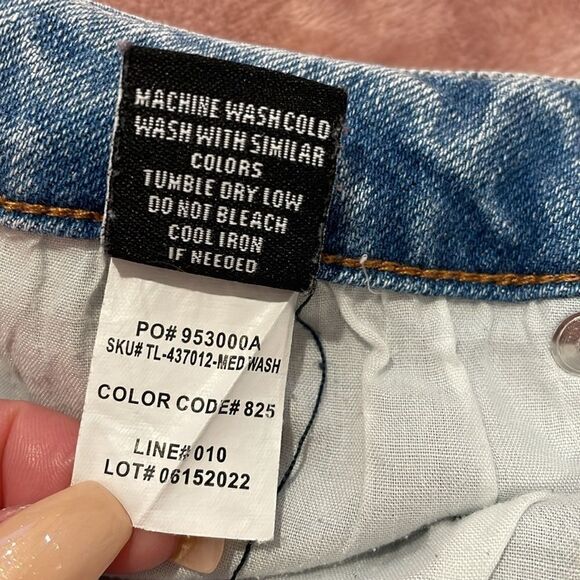 MACHINE WASH COLD
WASH WITH SIMILAR
COLORS
TUMBLE DRY LOW
DO NOT BLEACH
COOL IRON
IF NEEDED
PO# 953000A
SKU# TL-437012-MED WASH
COLOR CODE# 825
LINE# 010
LOT# 06152022